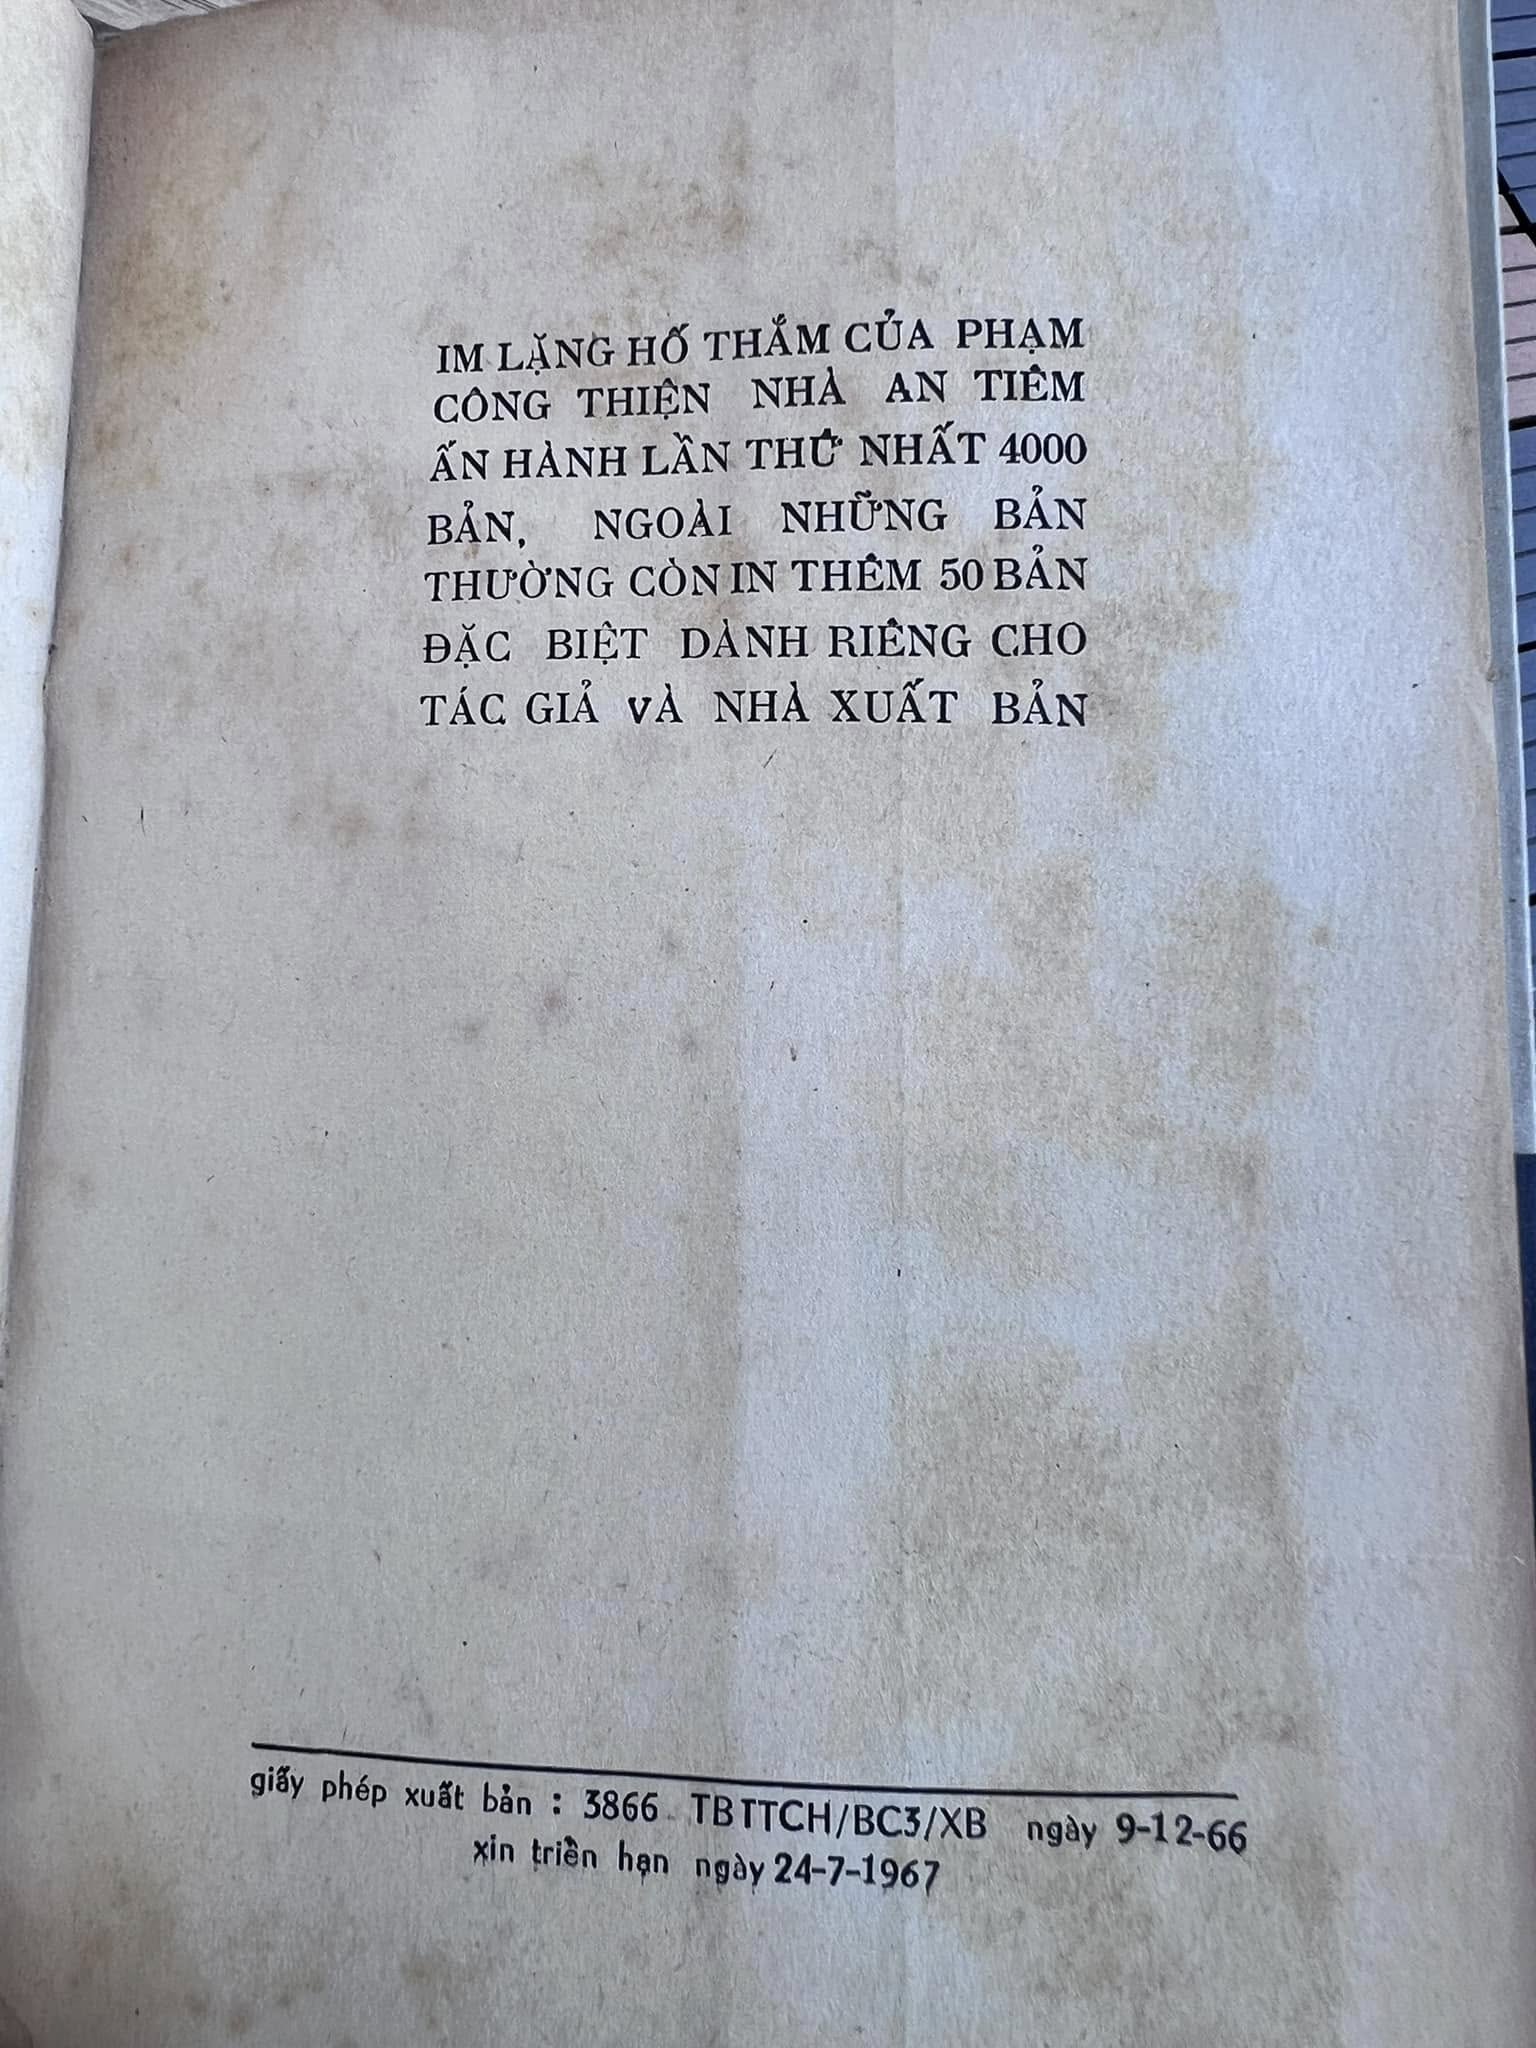 IM LẶNG HỐ THẮM CỦA PHẠM
CÔNG THIỆN NHÀ AN TIÊM
ẤN HÀNH LẦN THỨ NHẤT 4000
BẢN, NGOÀI NHỮNG BẢN
THƯỜNG CÒN IN THÊM 50 BẢN
ĐẶC BIỆT DÀNH RIÊNG CHO
TÁC GIẢ VÀ NHÀ XUẤT BẢN
giấy phép xuất bản : 3866 TBTTCH/BC3/XB ngày 9-12-66
xin triền hạn ngày 24-7-1967